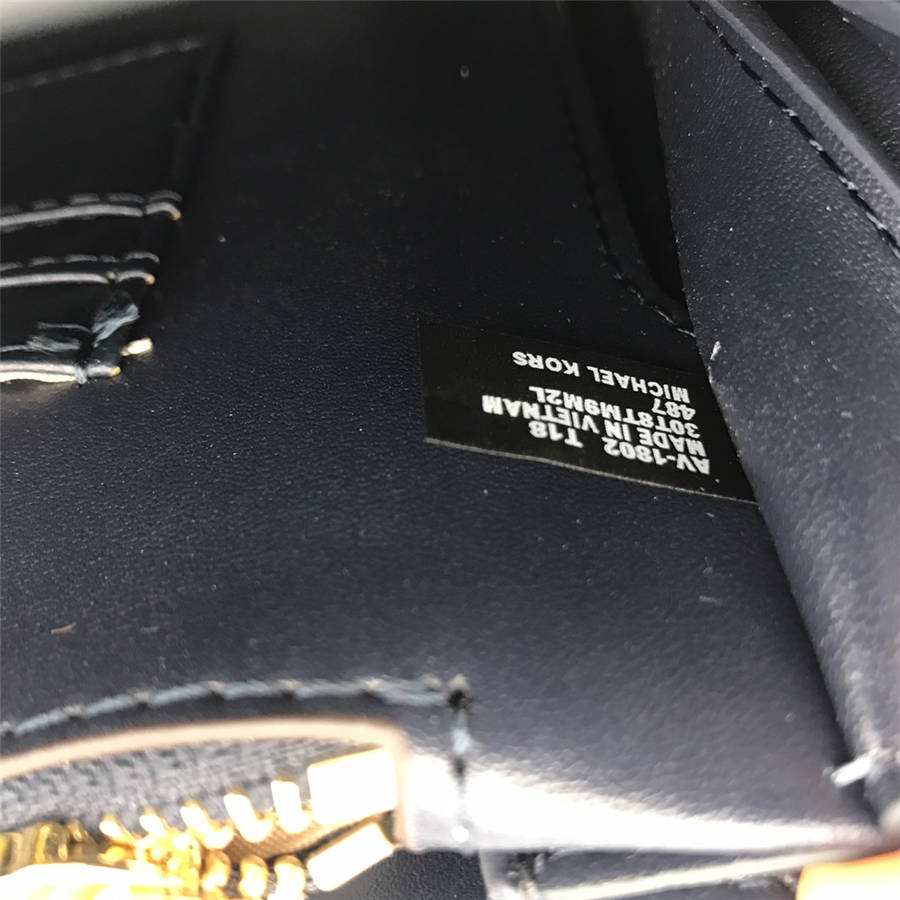 MICHAEL KORS
487
30T8TM9M2L
MADE IN VIETNAM
T18
AV-1802